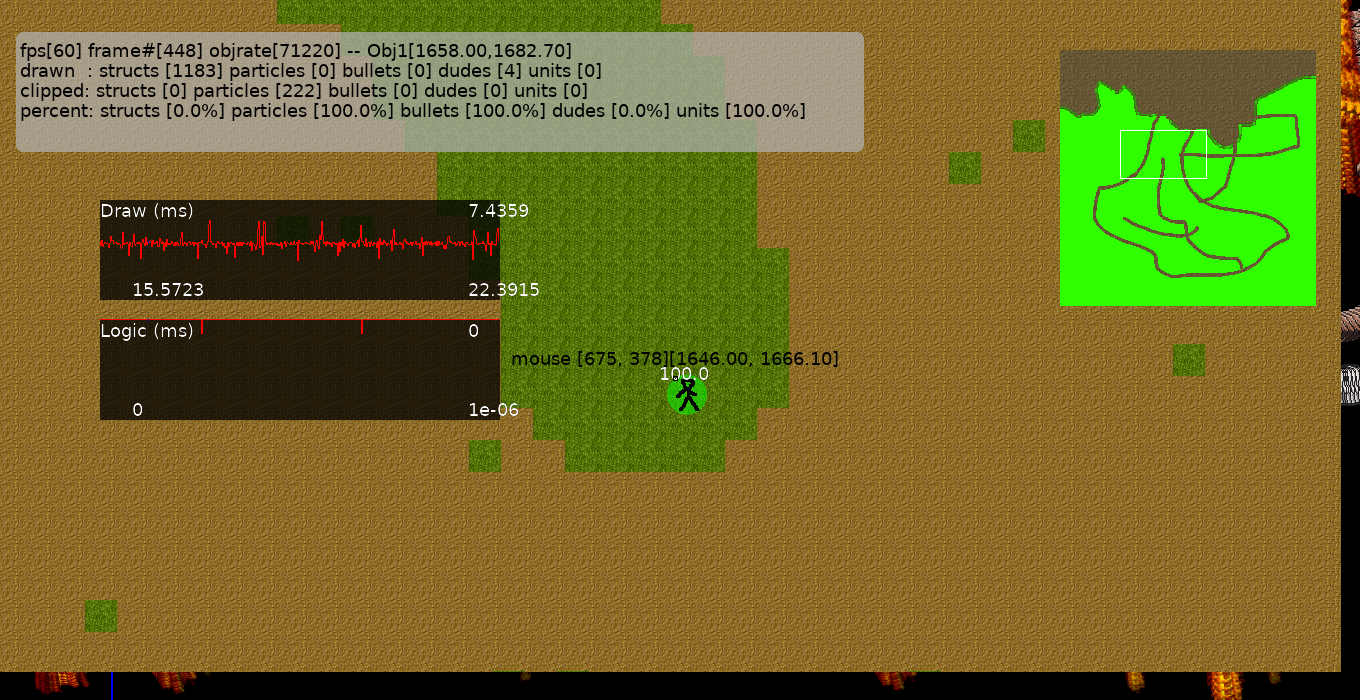 fps[60] frame#[448] objrate[71220] -- Obj1[1658.00,1682.70]
drawn  : structs [1183] particles [0] bullets [0] dudes [4] units [0]
clipped: structs [0] particles [222] bullets [0] dudes [0] units [0]
percent: structs [0.0%] particles [100.0%] bullets [100.0%] dudes [0.0%] units [100.0%]
Draw (ms) 7.4359
15.5723 22.3915
Logic (ms) 0
mouse [675, 378][1646.00, 1666.10]
100.0
0 1e-06